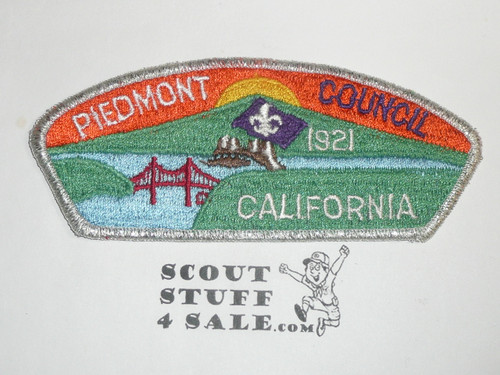 PIEDMONT COUNCIL
1921
CALIFORNIA
SCOUT
STUFF
4 SALE.com